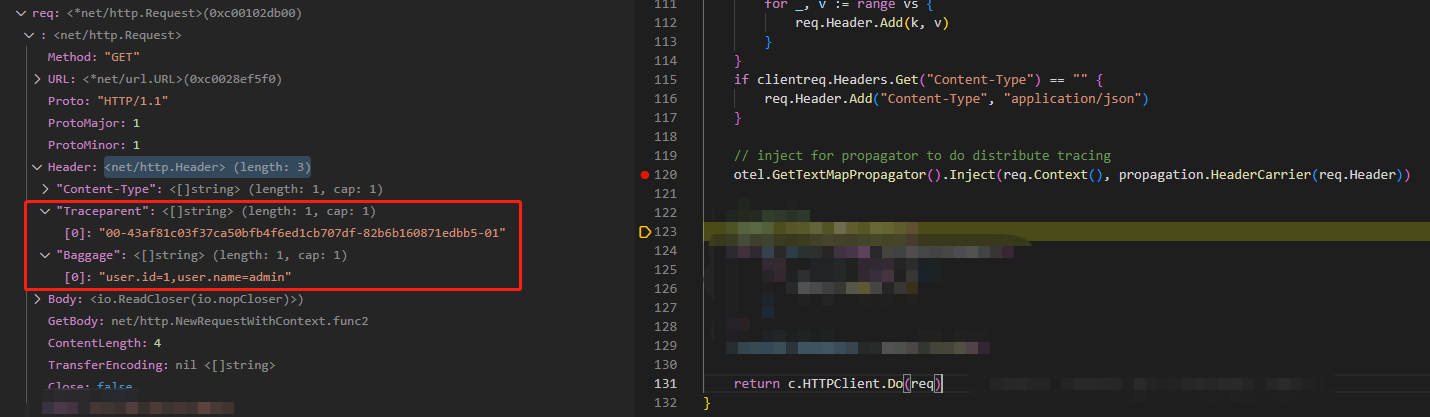 req: <*net/http.Request>(0xc00102db00)
: <net/http.Request>
Method: "GET"
URL: <*net/url.URL>(0xc0028ef5f0)
Proto: "HTTP/1.1"
ProtoMajor: 1
ProtoMinor: 1
Header: <net/http.Header> (length: 3)
"Content-Type": <[]string> (length: 1, cap: 1)
"Traceparent": <[]string> (length: 1, cap: 1)
[0]: "00-43af81c03f37ca50bfb4f6ed1cb707df-82b6b160871edbb5-01"
"Baggage": <[]string> (length: 1, cap: 1)
[0]: "user.id=1,user.name=admin"
Body: <io.ReadCloser(io.nopCloser)>)
GetBody: net/http.NewRequestWithContext.func2
ContentLength: 4
TransferEncoding: nil <[]string>
Close: false
111 for _, v := range vs {
112 req.Header.Add(k, v)
113 }
114 }
115 if clientreq.Headers.Get("Content-Type") == "" {
116 req.Header.Add("Content-Type", "application/json")
117 }
118
119 // inject for propagator to do distribute tracing
120 otel.GetTextMapPropagator().Inject(req.Context(), propagation.HeaderCarrier(req.Header))
121
122
123
124
125
126
127
128
129
130
131 return c.HTTPClient.Do(req)
132 }